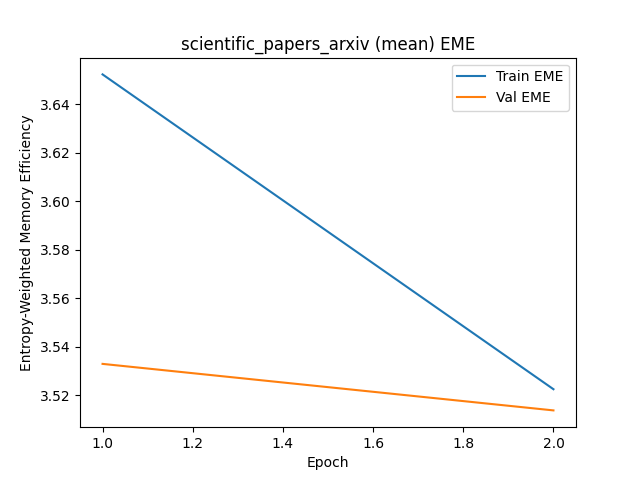 scientific_papers_arxiv (mean) EME
Train EME
Val EME
Entropy-Weighted Memory Efficiency
3.64
3.62
3.60
3.58
3.56
3.54
3.52
1.0 1.2 1.4 1.6 1.8 2.0
Epoch